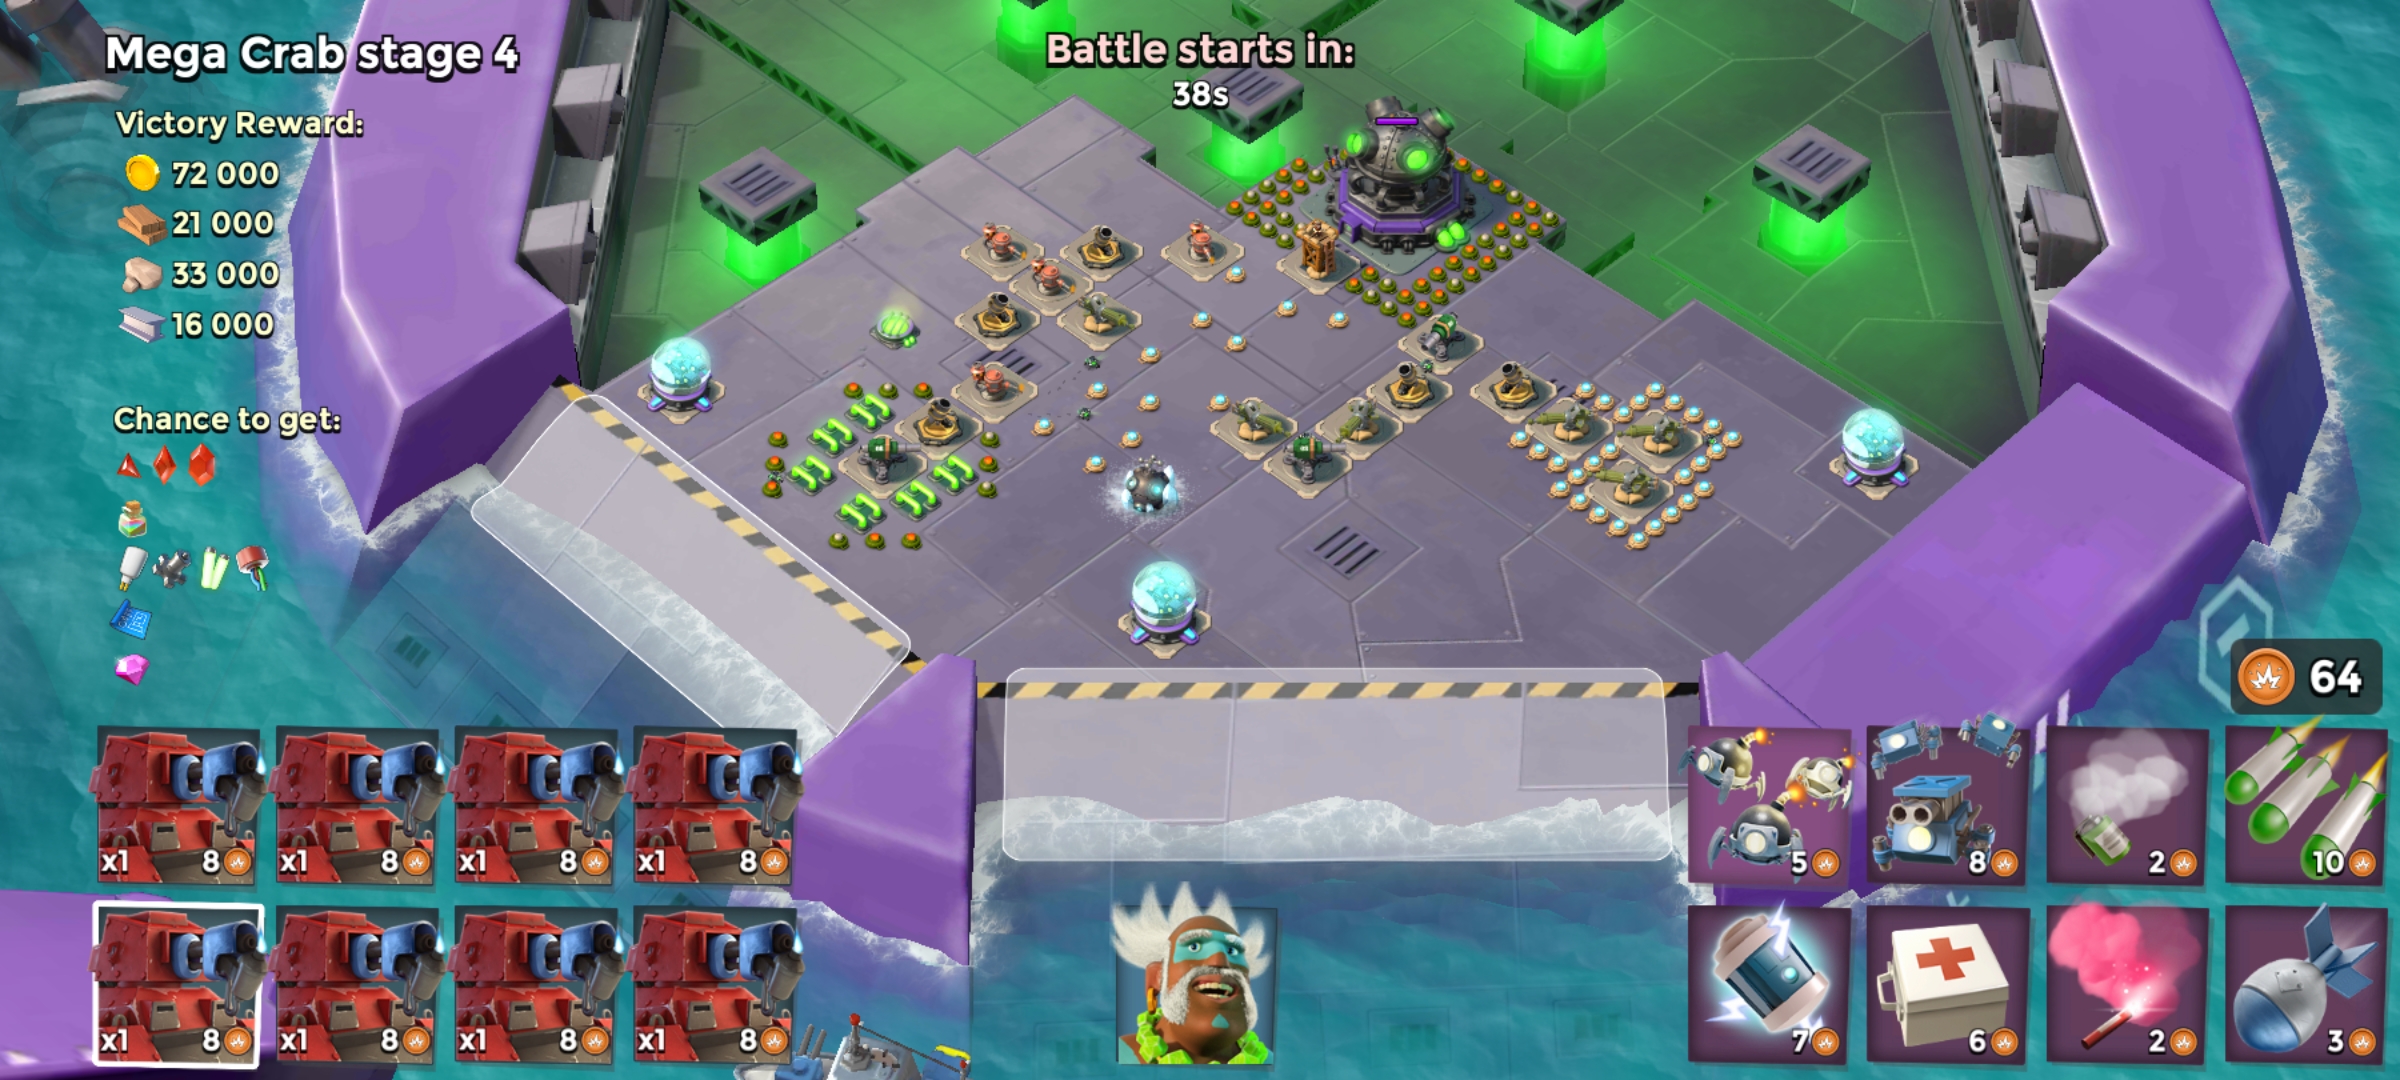 Mega Crab stage 4
Battle starts in:
38s
Victory Reward:
72 000
21 000
33 000
16 000
Chance to get:
64
x1 8
x1 8
x1 8
x1 8
5
8
2
10
x1 8
x1 8
x1 8
x1 8
7
6
2
3